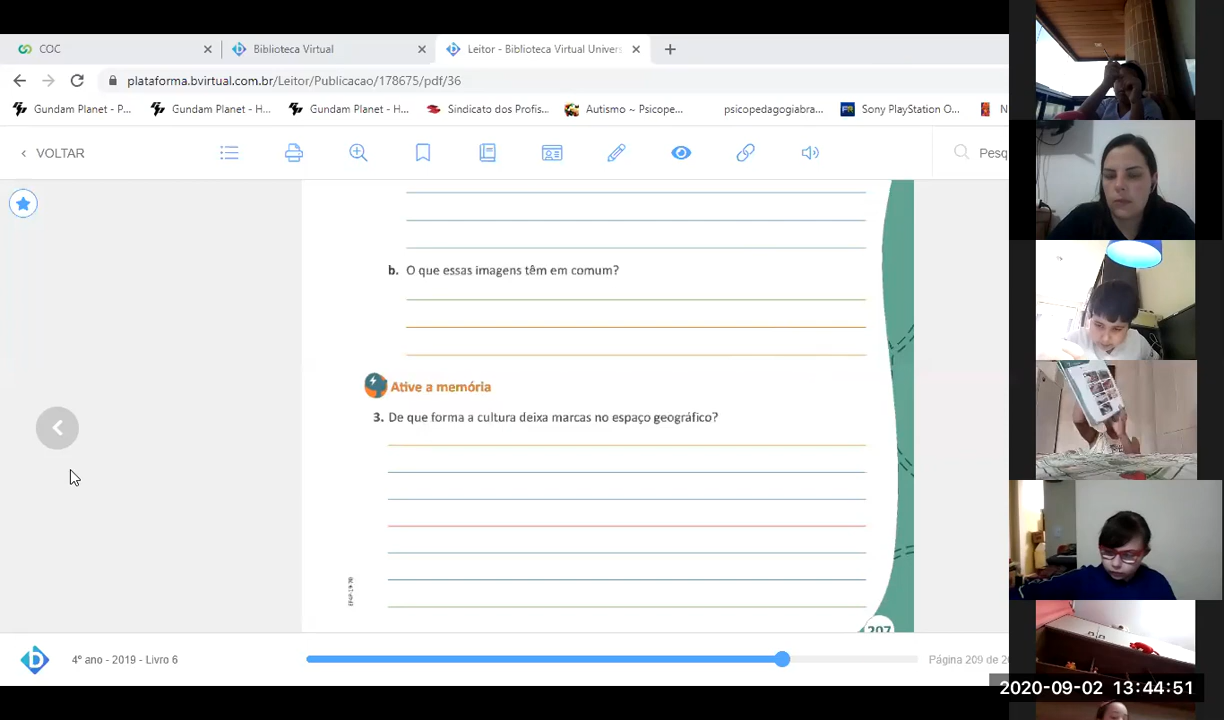 COC
Biblioteca Virtual
Leitor - Biblioteca Virtual Univers
plataforma.bvirtual.com.br/Leitor/Publicacao/178675/pdf/36
Gundam Planet - P...
Gundam Planet - H...
Gundam Planet - H...
Sindicato dos Profis...
Autismo ~ Psicope...
psicopedagogiabra...
Sony PlayStation O...
N
VOLTAR
Pesq
b. O que essas imagens têm em comum?
Ative a memória
3. De que forma a cultura deixa marcas no espaço geográfico?
207
4º ano - 2019 - Livro 6
Página 209 de 2
2020-09-02 13:44:51